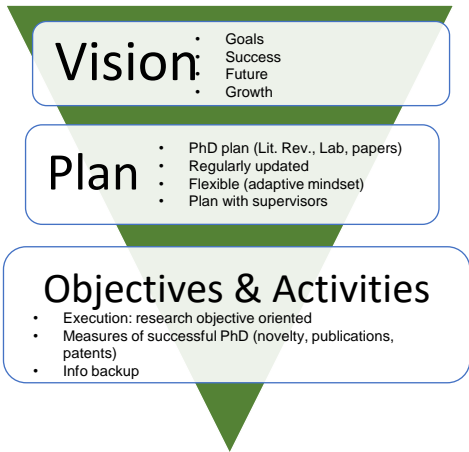 Vision
• Goals
• Success
• Future
• Growth
Plan
• PhD plan (Lit. Rev., Lab, papers)
• Regularly updated
• Flexible (adaptive mindset)
• Plan with supervisors
Objectives & Activities
• Execution: research objective oriented
• Measures of successful PhD (novelty, publications,
patents)
• Info backup